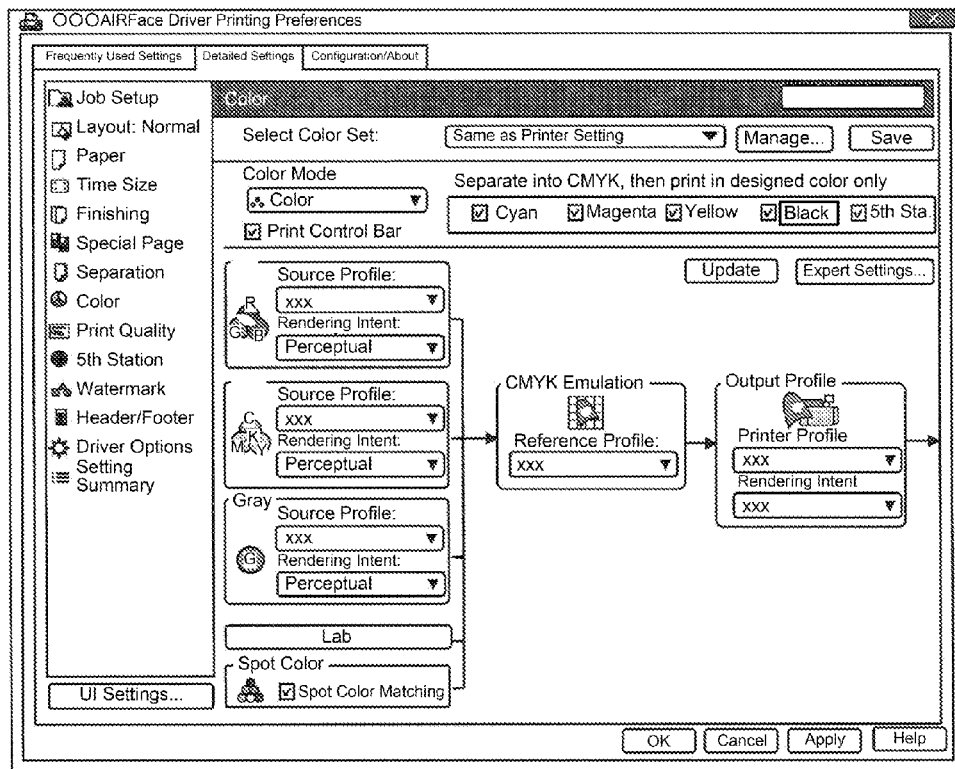 OOOAIRFace Driver Printing Preferences
X
Frequently Used Settings
Detailed Settings
Configuration/About
Job Setup
Layout: Normal
Paper
Time Size
Finishing
Special Page
Separation
Color
Print Quality
5th Station
Watermark
Header/Footer
Driver Options
Setting
Summary
UI Settings...
Color
Select Color Set:
Same as Printer Setting
Manage...
Save
Color Mode
Color
Print Control Bar
Separate into CMYK, then print in designed color only
Cyan
Magenta
Yellow
Black
5th Sta.
Update
Expert Settings...
R
G B
Source Profile:
xxx
Rendering Intent:
Perceptual
C
M K Y
Source Profile:
xxx
Rendering Intent:
Perceptual
Gray
G
Source Profile:
xxx
Rendering Intent:
Perceptual
Lab
Spot Color
Spot Color Matching
CMYK Emulation
Reference Profile:
xxx
Output Profile
Printer Profile
xxx
Rendering Intent
xxx
OK
Cancel
Apply
Help